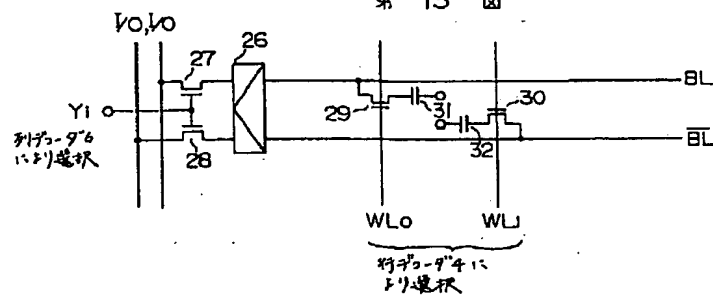 第 13 図
I/O, I/O
27
26
BL
Yi
29
31
30
列デコーダ6
により選択
28
32
B̅L̅
WL0
WL1
行デコーダ4に
より選択